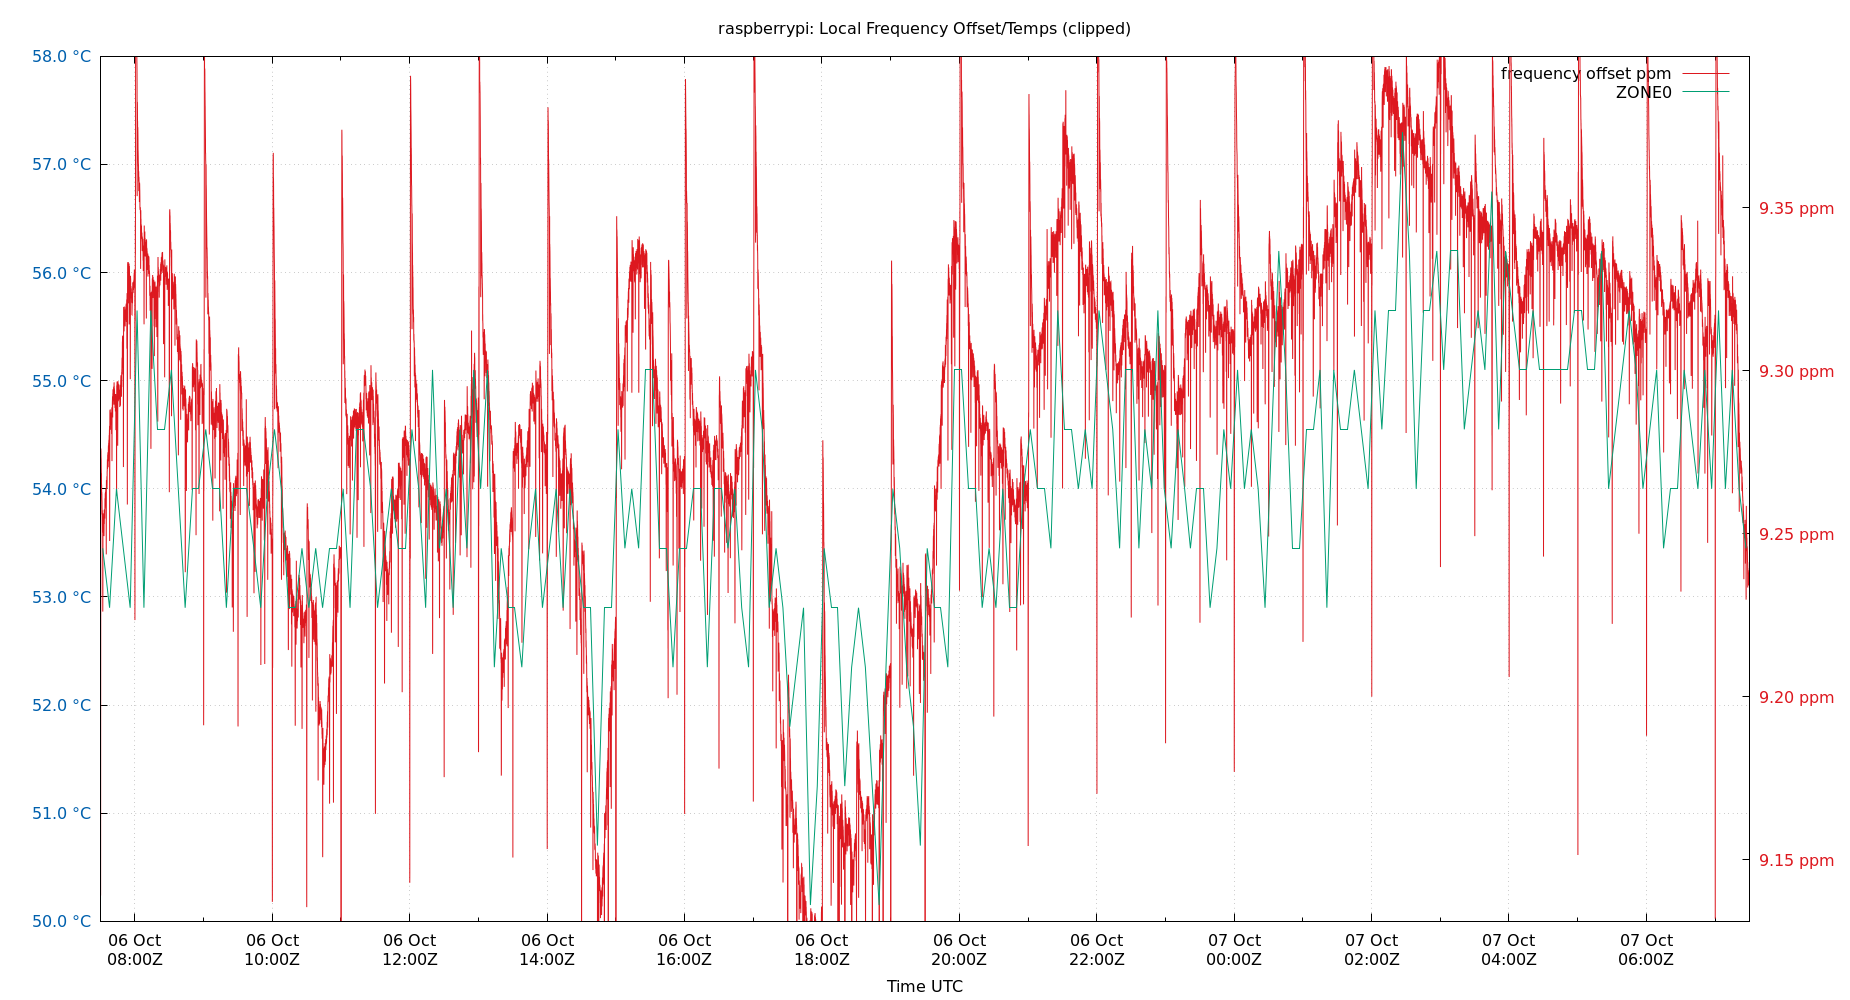 raspberrypi: Local Frequency Offset/Temps (clipped)
frequency offset ppm
ZONE0
58.0 °C
57.0 °C
56.0 °C
55.0 °C
54.0 °C
53.0 °C
52.0 °C
51.0 °C
50.0 °C
9.35 ppm
9.30 ppm
9.25 ppm
9.20 ppm
9.15 ppm
06 Oct 06 Oct 06 Oct 06 Oct 06 Oct 06 Oct 06 Oct 06 Oct 07 Oct 07 Oct 07 Oct 07 Oct
08:00Z 10:00Z 12:00Z 14:00Z 16:00Z 18:00Z 20:00Z 22:00Z 00:00Z 02:00Z 04:00Z 06:00Z
Time UTC